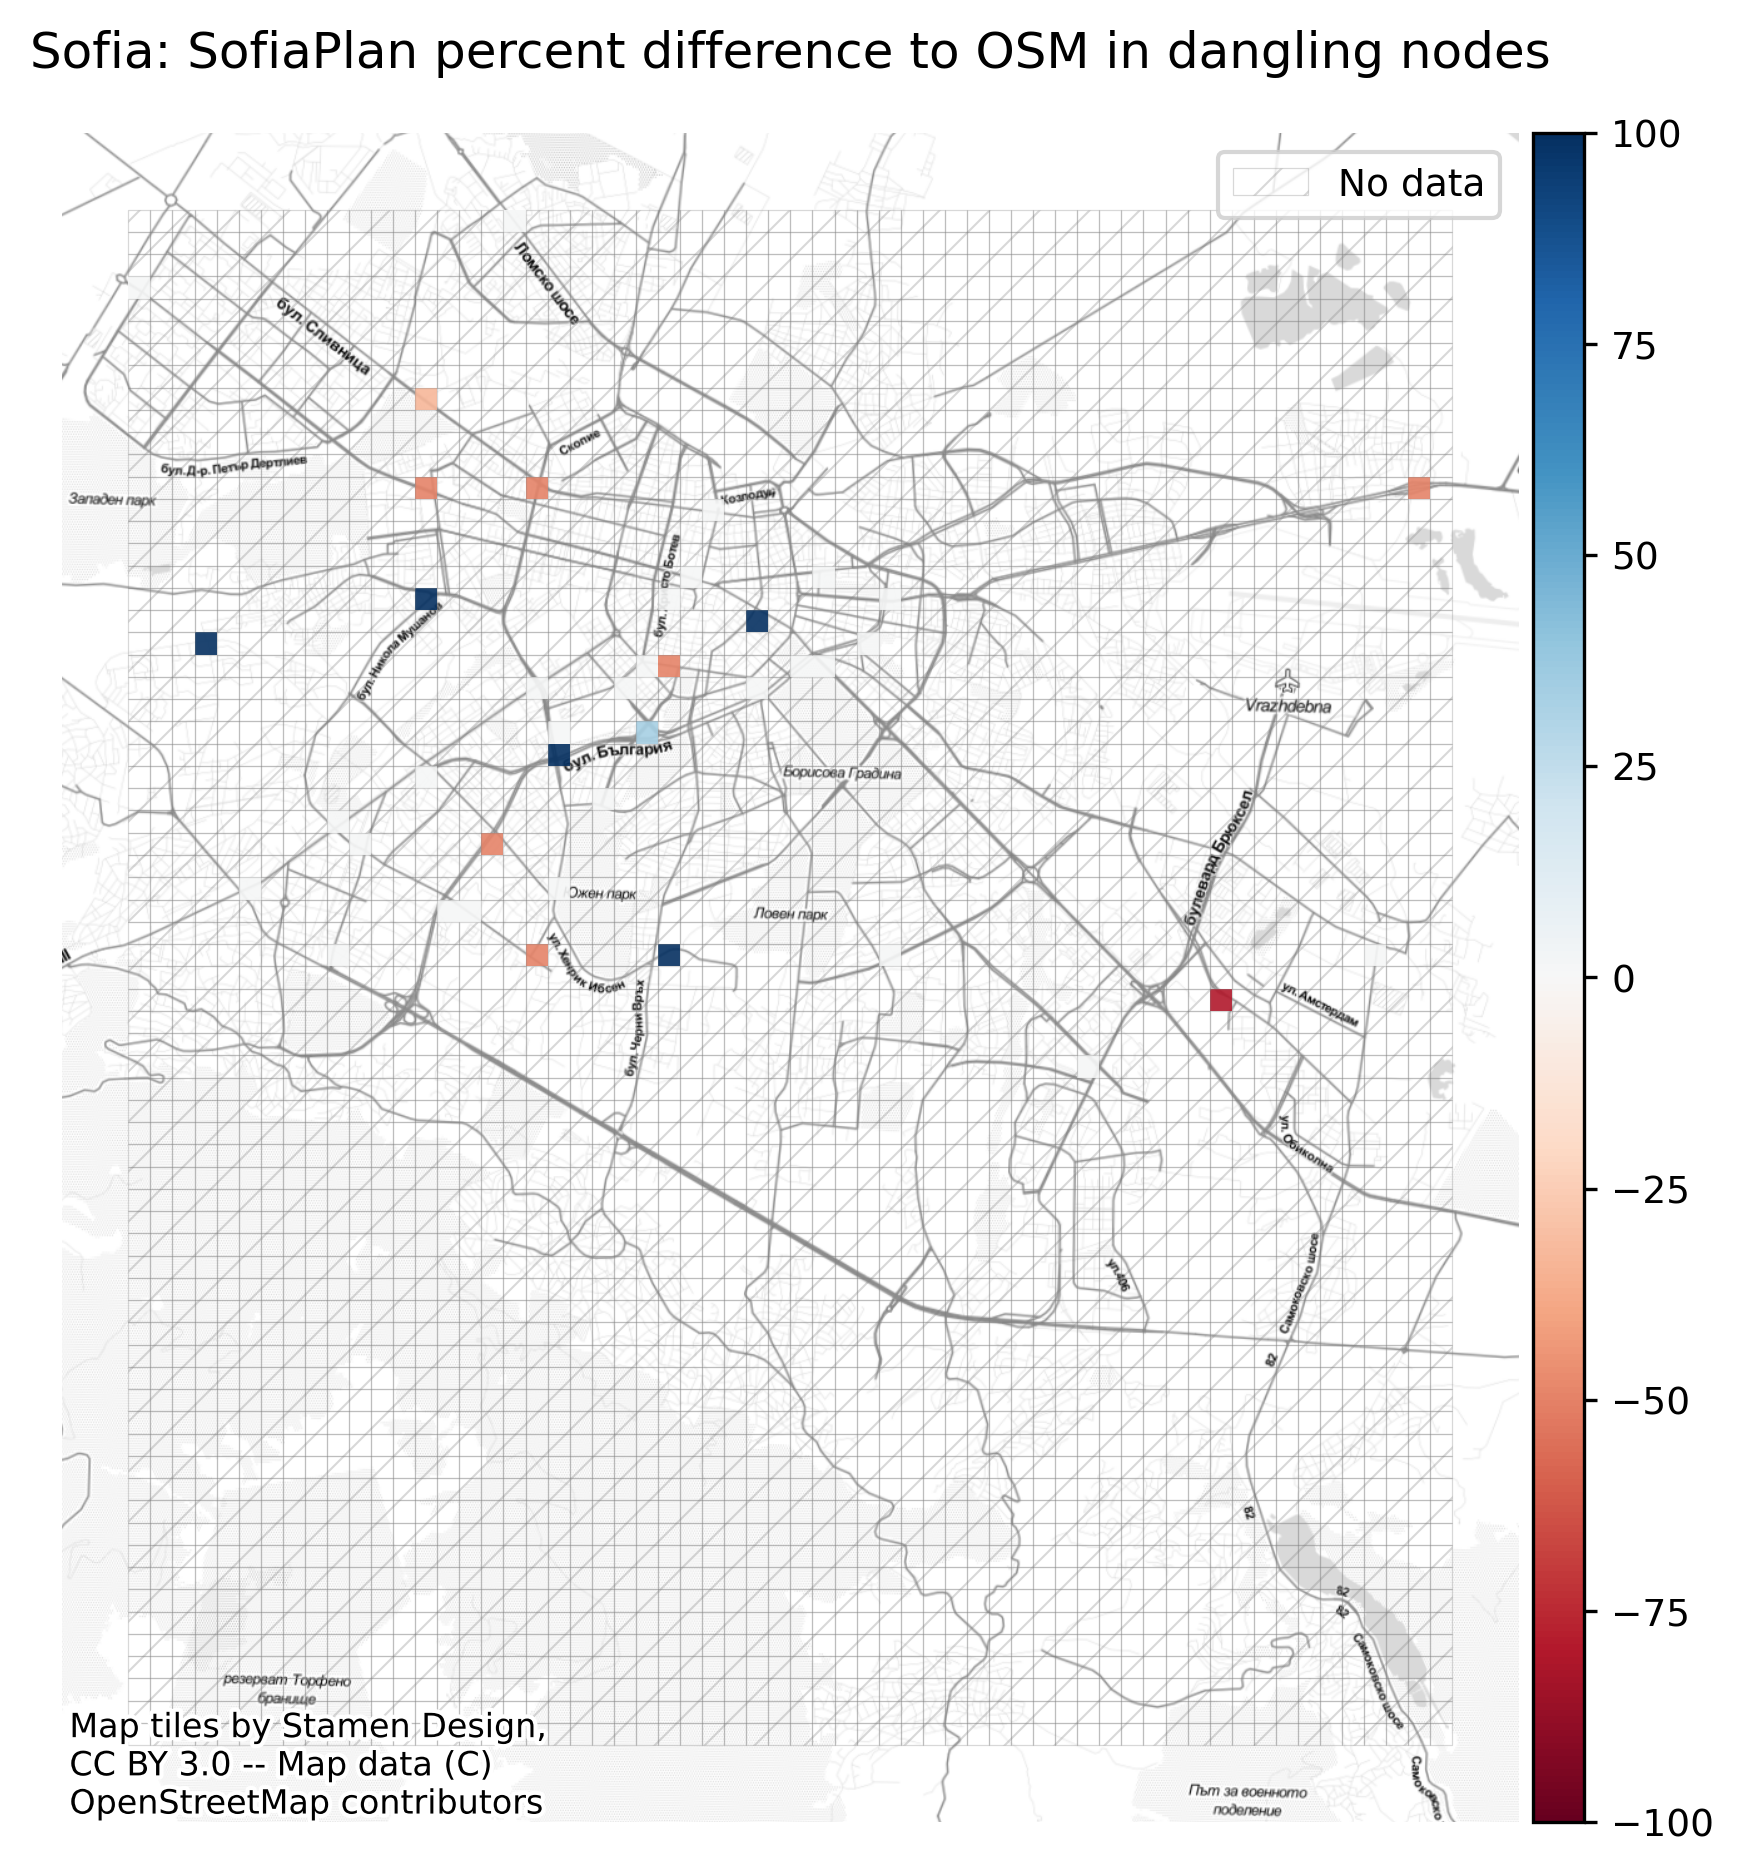 Sofia: SofiaPlan percent difference to OSM in dangling nodes
No data
100
75
50
25
0
−25
−50
−75
−100
Ломско шосе
бул. Сливница
Скопие
бул. Д-р. Петър Дертлиев
Западен парк
Козлодуй
сто Ботев
бул.
бул. Никола Мушанов
Vrazhdebna
бул. България
Борисова Градина
булевард Брюксел
Южен парк
Ловен парк
ул. Хенрик Ибсен
бул. Черни Връх
ул. Амстердам
ул. Обиколна
ул.406
Самоковско шосе
82
82
82
82
Самоковско шосе
Самоковско
резерват Торфено
бранище
Път за военното
поделение
Map tiles by Stamen Design,
CC BY 3.0 -- Map data (C)
OpenStreetMap contributors